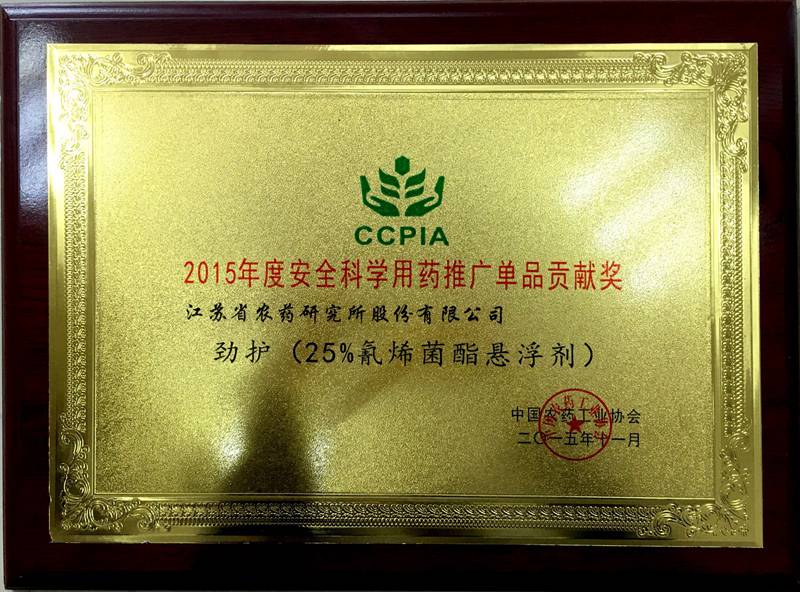 CCPIA
2015年度安全科学用药推广单品贡献奖
江苏省农药研究所股份有限公司
劲护（25%氰烯菌酯悬浮剂）
中国农药工业协会
二〇一五年十一月